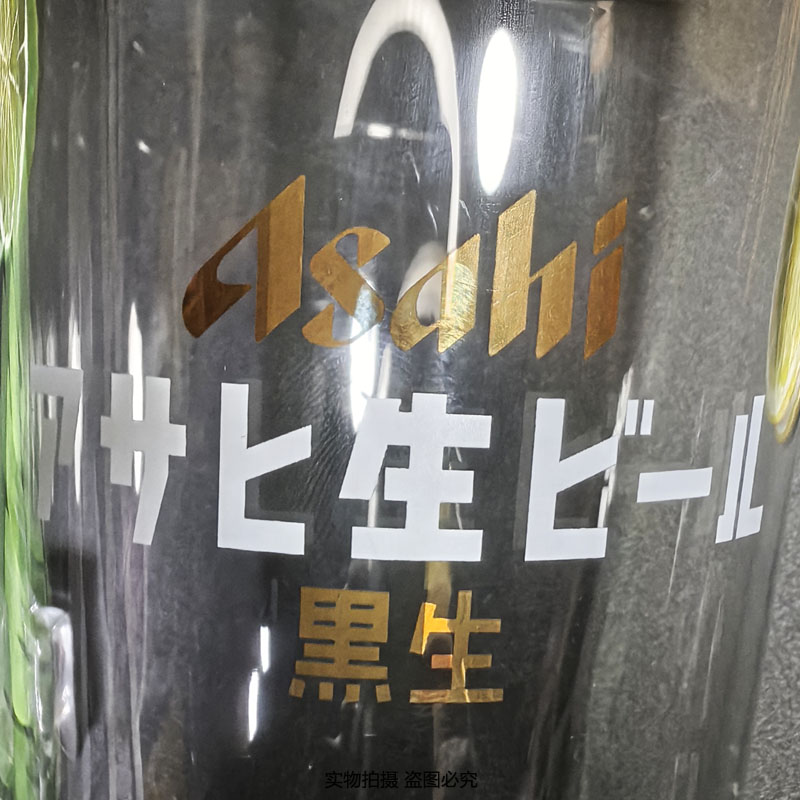 Asahi
アサヒ生ビール
黒生
实物拍摄 盗图必究